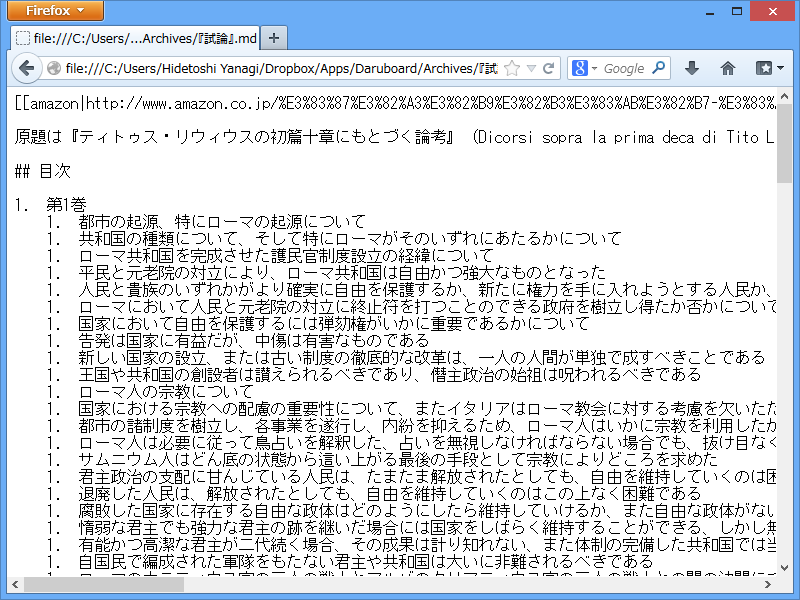 Firefox
file:///C:/Users/...Archives/『試論』.md
file:///C:/Users/Hidetoshi Yanagi/Dropbox/Apps/Daruboard/Archives/『試
Google
[[amazon|http://www.amazon.co.jp/%E3%83%87%E3%82%A3%E3%82%B9%E3%82%B3%E3%83%AB%E3%82%B7-%E3%83%
原題は『ティトゥス・リウィウスの初篇十章にもとづく論考』 (Dicorsi sopra la prima deca di Tito L
## 目次
1. 第1巻
1. 都市の起源、特にローマの起源について
1. 共和国の種類について、そして特にローマがそのいずれにあたるかについて
1. ローマ共和国を完成させた護民官制度設立の経緯について
1. 平民と元老院の対立により、ローマ共和国は自由かつ強大なものとなった
1. 人民と貴族のいずれかがより確実に自由を保護するか、新たに権力を手に入れようとする人民か、
1. ローマにおいて人民と元老院の対立に終止符を打つことのできる政府を樹立し得たか否かについて
1. 国家において自由を保護するには弾劾権がいかに重要であるかについて
1. 告発は国家に有益だが、中傷は有害なものである
1. 新しい国家の設立、または古い制度の徹底的な改革は、一人の人間が単独で成すべきことである
1. 王国や共和国の創設者は讃えられるべきであり、僭主政治の始祖は呪われるべきである
1. ローマ人の宗教について
1. 国家における宗教への配慮の重要性について、またイタリアはローマ教会に対する考慮を欠いたた
1. 都市の諸制度を樹立し、各事業を遂行し、内紛を抑えるため、ローマ人はいかに宗教を利用したか
1. ローマ人は必要に従って鳥占いを解釈した、占いを無視しなければならない場合でも、抜け目なく
1. サムニウム人はどん底の状態から這い上がる最後の手段として宗教によりどころを求めた
1. 君主政治の支配に甘んじている人民は、たまたま解放されたとしても、自由を維持していくのは困
1. 退廃した人民は、解放されたとしても、自由を維持していくのはこの上なく困難である
1. 腐敗した国家に存在する自由な政体はどのようにしたら維持していけるか、また自由な政体がない
1. 惰弱な君主でも強力な君主の跡を継いだ場合には国家をしばらく維持することができる、しかし無
1. 有能かつ高潔な君主が二代続く場合、その成果は計り知れない、また体制の完備した共和国では当
1. 自国民で編成された軍隊をもたない君主や共和国は大いに非難されるべきである